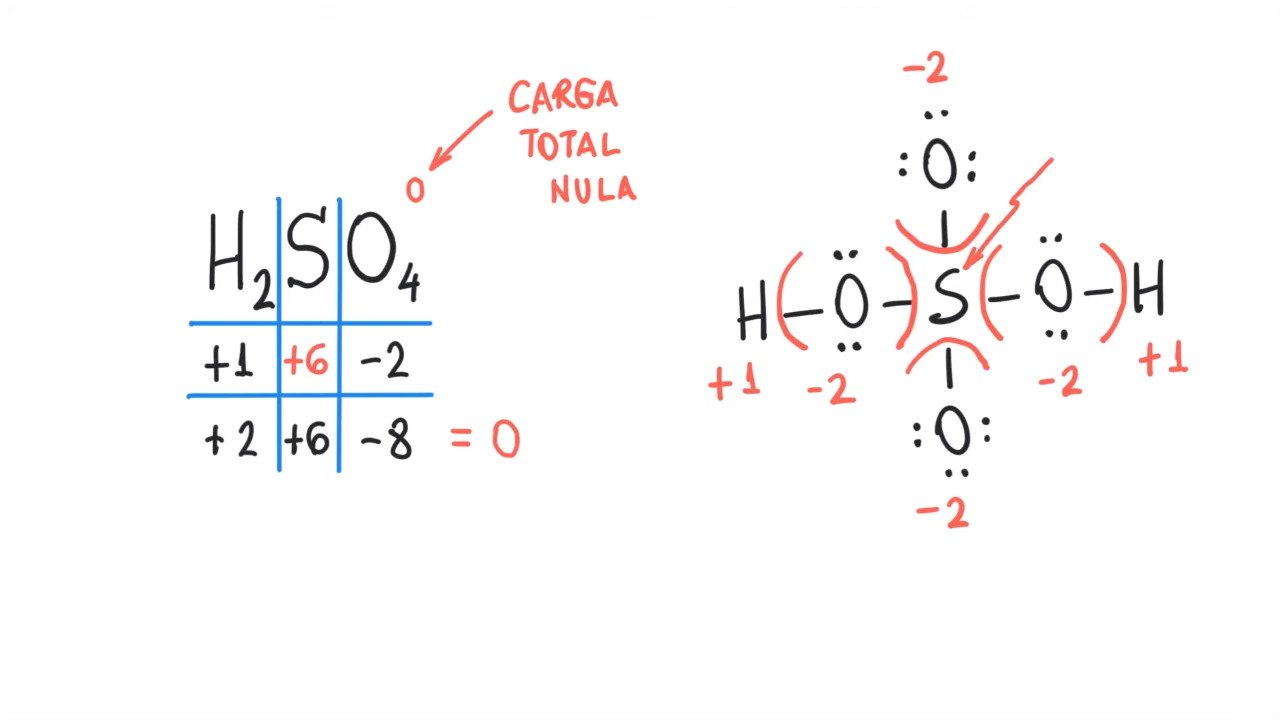 CARGA
TOTAL
NULA
0
H₂SO₄
+1 +6 -2
+2 +6 -8 = 0
-2
:Ö:
H-O-S-O-H
+1 -2 -2 +1
:O:
-2